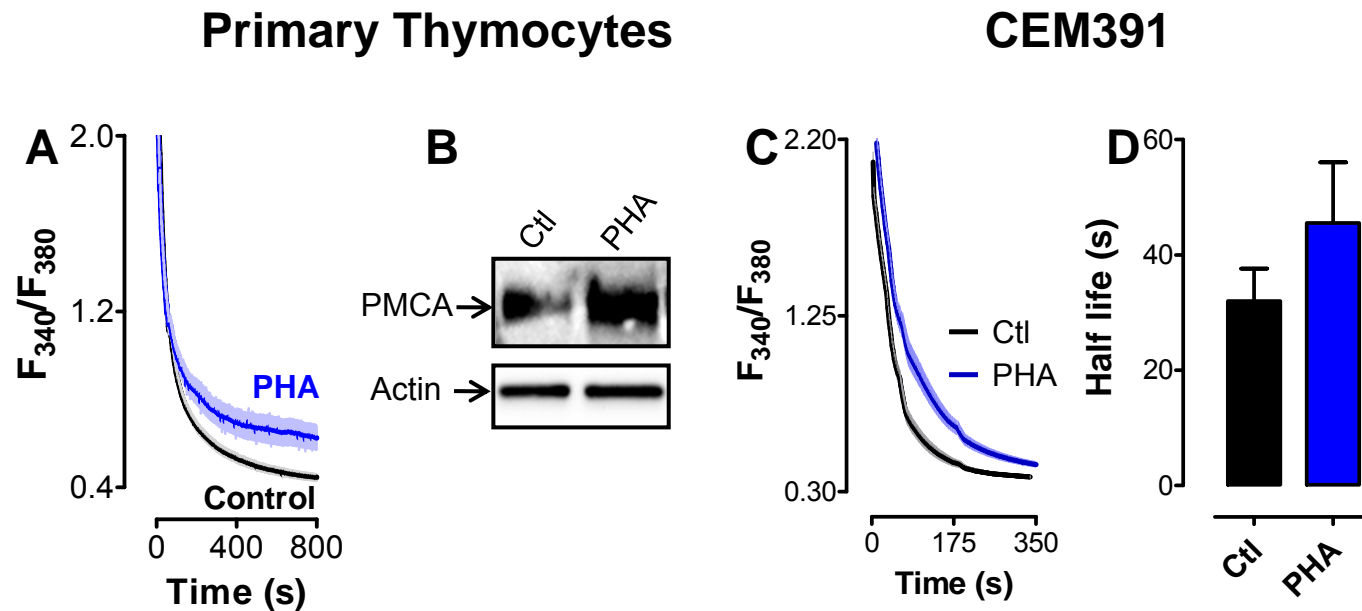 Primary Thymocytes
CEM391
A
2.0
1.2
0.4
F340/F380
PHA
Control
0 400 800
Time (s)
B
Ctl PHA
PMCA
Actin
C
2.20
1.25
0.30
F340/F380
Ctl
PHA
0 175 350
Time (s)
D
60
40
20
0
Half life (s)
Ctl PHA